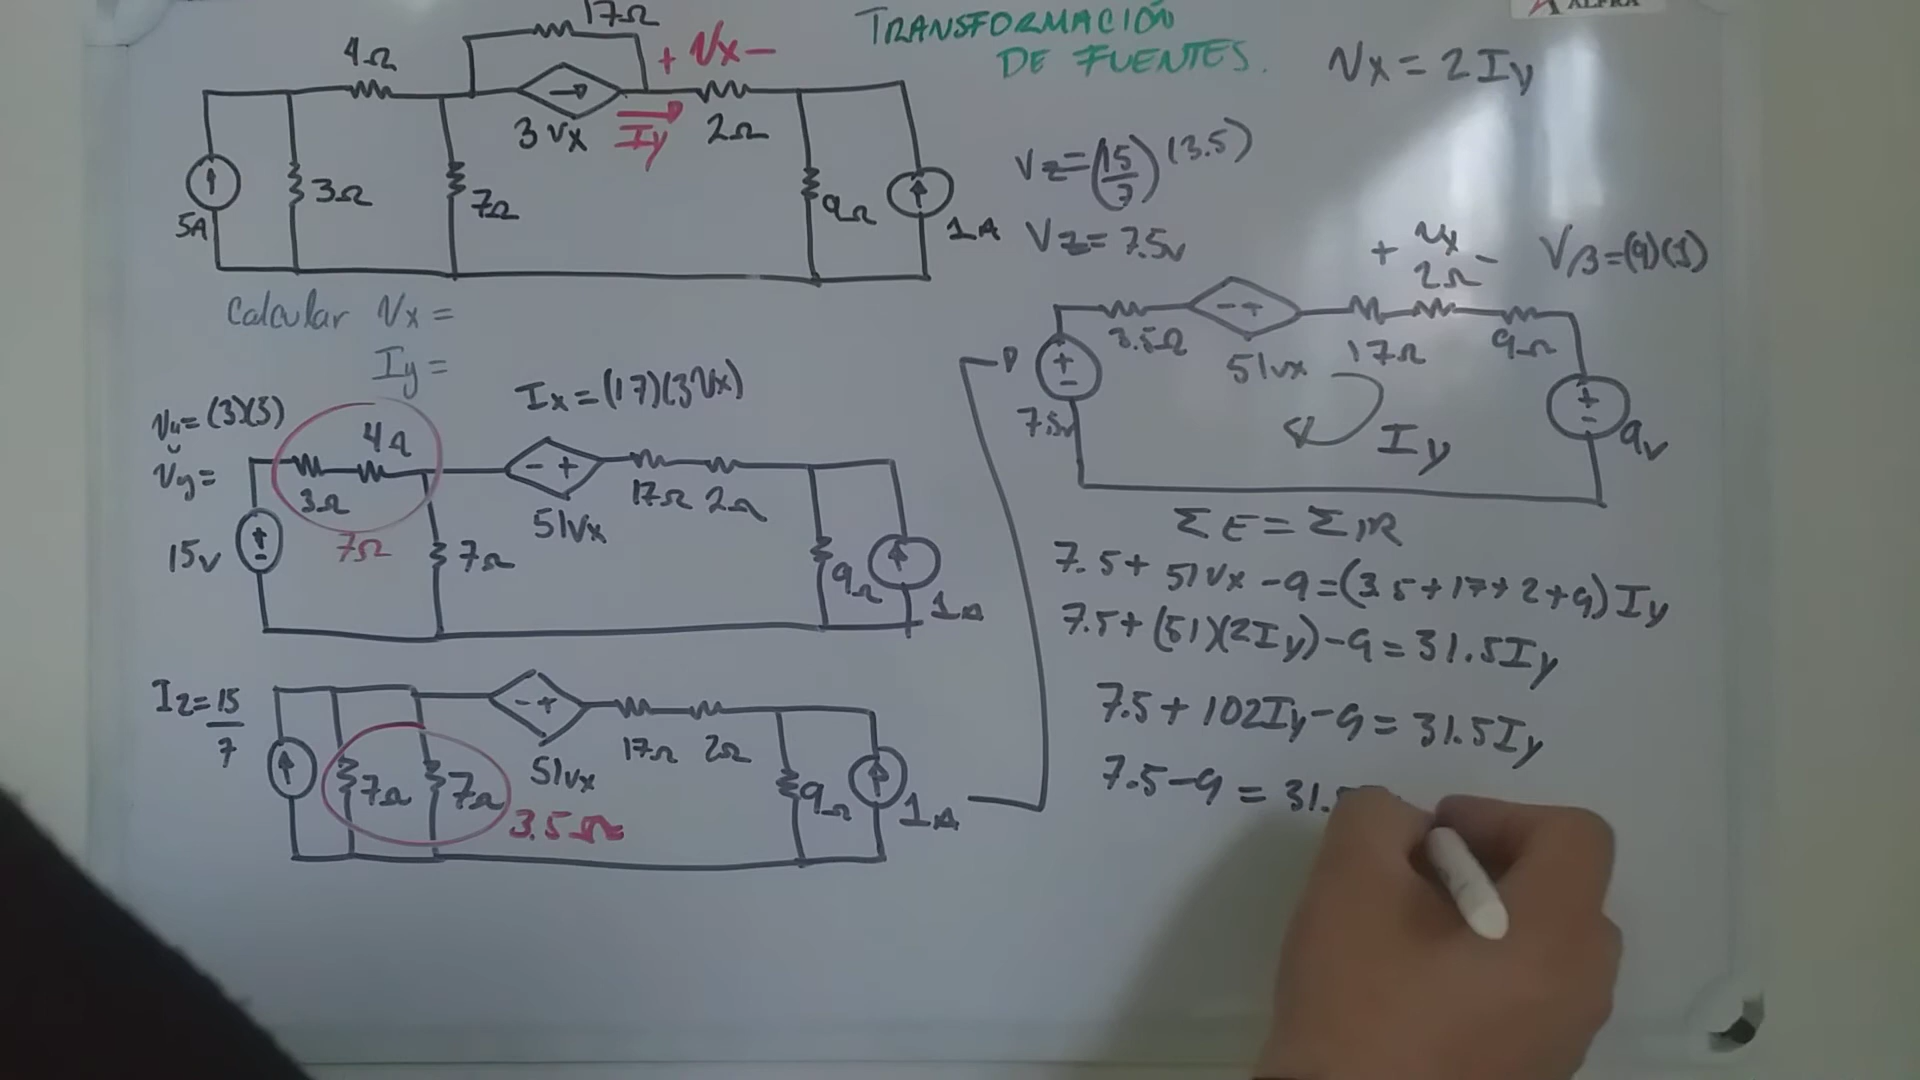 ALFRA
TRANSFORMACIÓN
DE FUENTES.
Vx = 2Iy
17Ω
4Ω
+ Vx -
3Vx
Iy
2Ω
5A
3Ω
7Ω
9Ω
1A
Calcular Vx =
Iy =
Vz = (15/7)(3.5)
Vz = 7.5v
+ Vx -
2Ω
Vβ = (9)(1)
3.5Ω
- +
51Vx
17Ω
9Ω
+
-
7.5v
Iy
+
-
9v
(3)(5)
Vy =
Ix = (17)(3Vx)
4Ω
3Ω
7Ω
- +
51Vx
17Ω 2Ω
15v
+
-
7Ω
9Ω
1A
Iz = 15/7
- +
51Vx
17Ω 2Ω
7Ω
7Ω
3.5Ω
9Ω
1A
ΣE = ΣIR
7.5 + 51Vx - 9 = (3.5 + 17 + 2 + 9) Iy
7.5 + (51)(2Iy) - 9 = 31.5Iy
7.5 + 102Iy - 9 = 31.5Iy
7.5 - 9 = 31.